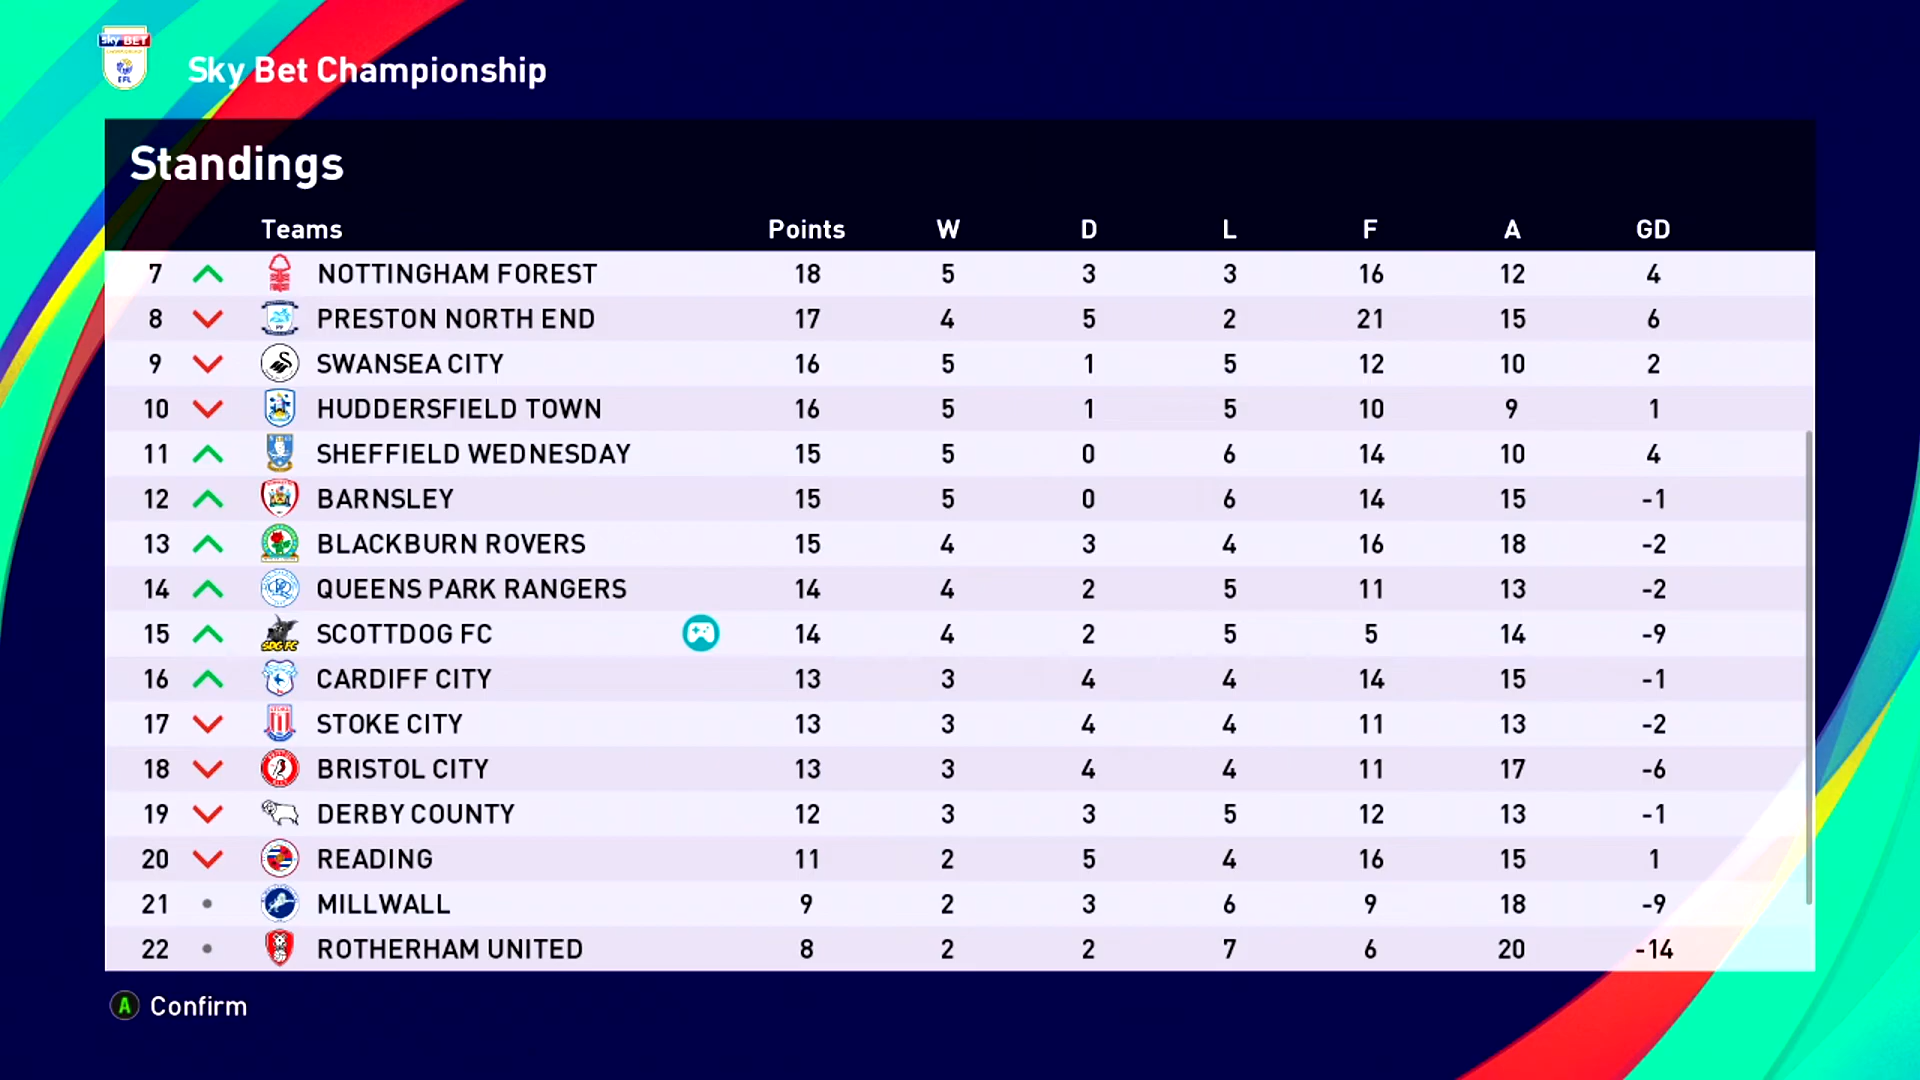 sky BET
EFL
Sky Bet Championship
Standings
Teams Points W D L F A GD
7 NOTTINGHAM FOREST 18 5 3 3 16 12 4
8 PRESTON NORTH END 17 4 5 2 21 15 6
9 SWANSEA CITY 16 5 1 5 12 10 2
10 HUDDERSFIELD TOWN 16 5 1 5 10 9 1
11 SHEFFIELD WEDNESDAY 15 5 0 6 14 10 4
12 BARNSLEY 15 5 0 6 14 15 -1
13 BLACKBURN ROVERS 15 4 3 4 16 18 -2
14 QUEENS PARK RANGERS 14 4 2 5 11 13 -2
15 SDG FC SCOTTDOG FC 14 4 2 5 5 14 -9
16 CARDIFF CITY 13 3 4 4 14 15 -1
17 STOKE CITY 13 3 4 4 11 13 -2
18 BRISTOL CITY 13 3 4 4 11 17 -6
19 DERBY COUNTY 12 3 3 5 12 13 -1
20 READING 11 2 5 4 16 15 1
21 MILLWALL 9 2 3 6 9 18 -9
22 ROTHERHAM UNITED 8 2 2 7 6 20 -14
A Confirm